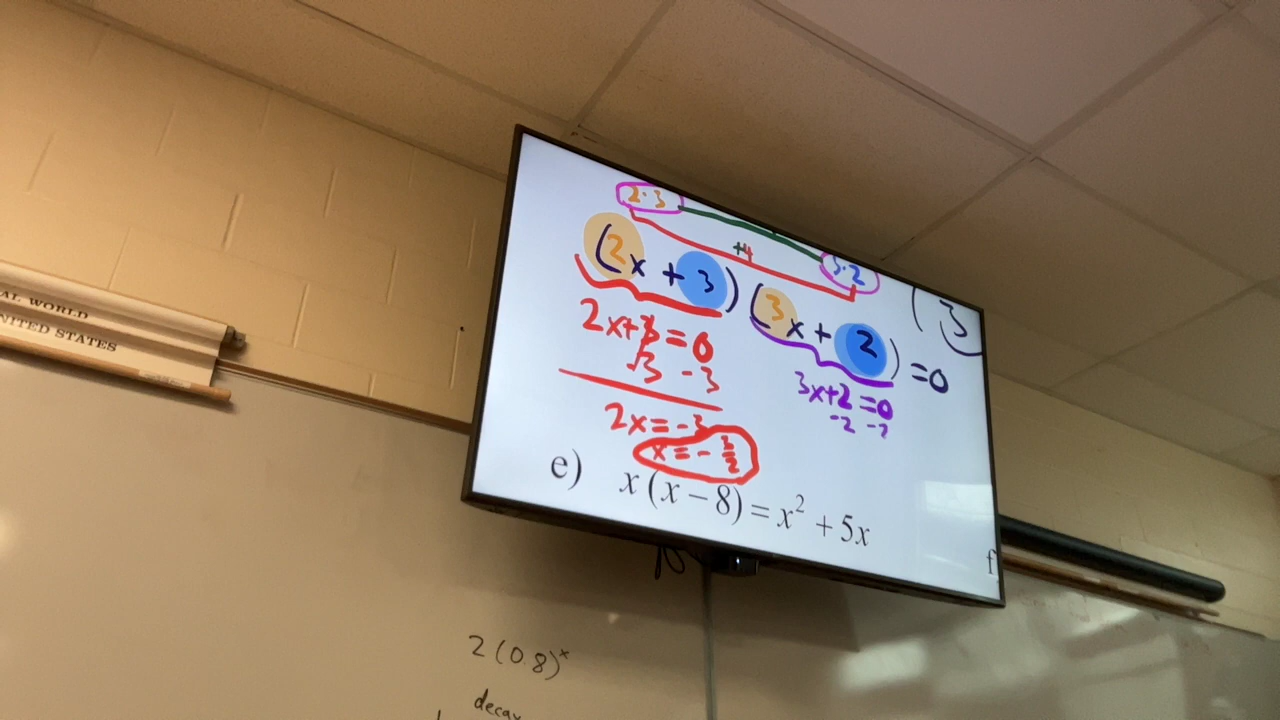 AL WORLD
NITED STATES
2·3
+4
3·2
(2x + 3) (3x + 2) = 0
(3
2x+3 = 0
-3 -3
3x+2 = 0
-2 -2
2x = -3
x = - 3/2
e) x(x-8) = x² + 5x
f
2(0.8)ˣ
decay